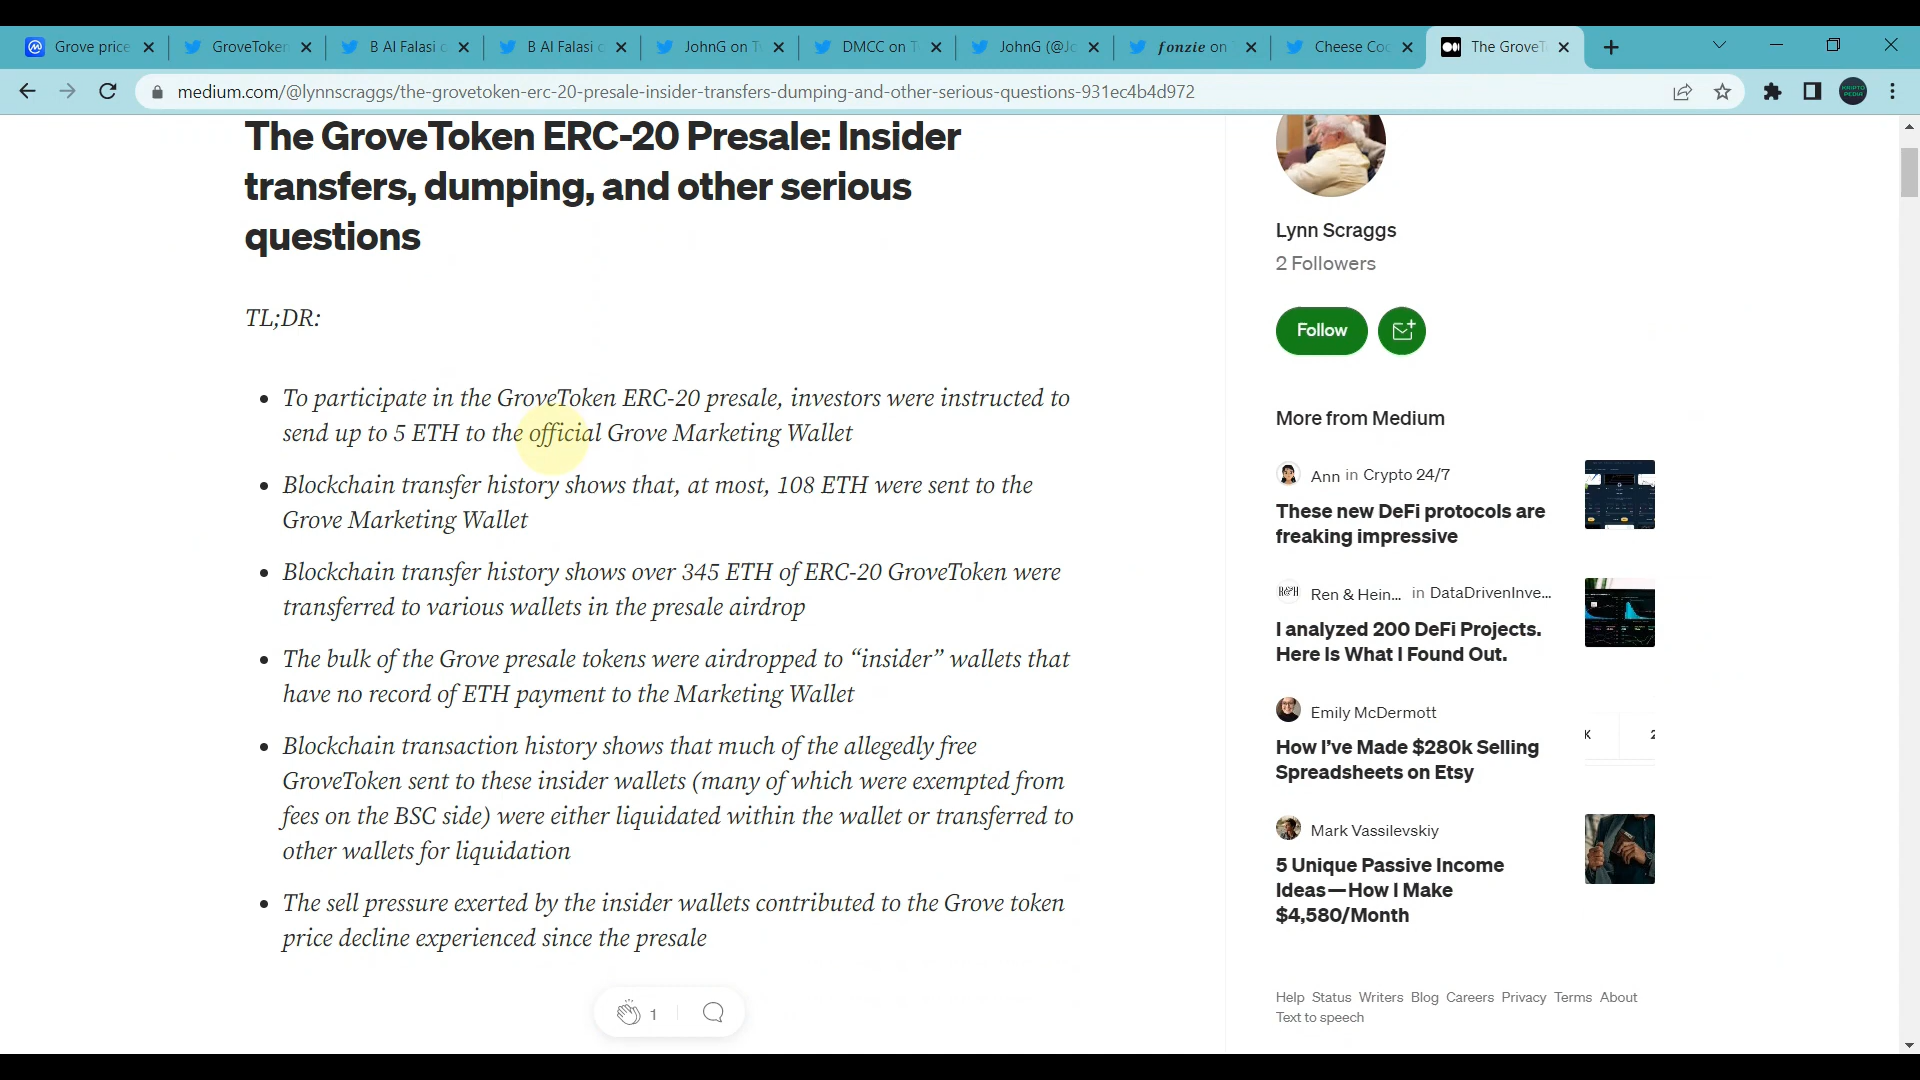 Grove price
GroveToken
B Al Falasi
B Al Falasi
JohnG on T
DMCC on T
JohnG (@Jo
fonzie on
Cheese Coc
The GroveT
medium.com/@lynnscraggs/the-grovetoken-erc-20-presale-insider-transfers-dumping-and-other-serious-questions-931ec4b4d972
The GroveToken ERC-20 Presale: Insider
transfers, dumping, and other serious
questions
TL;DR:
• To participate in the GroveToken ERC-20 presale, investors were instructed to
send up to 5 ETH to the official Grove Marketing Wallet
• Blockchain transfer history shows that, at most, 108 ETH were sent to the
Grove Marketing Wallet
• Blockchain transfer history shows over 345 ETH of ERC-20 GroveToken were
transferred to various wallets in the presale airdrop
• The bulk of the Grove presale tokens were airdropped to “insider” wallets that
have no record of ETH payment to the Marketing Wallet
• Blockchain transaction history shows that much of the allegedly free
GroveToken sent to these insider wallets (many of which were exempted from
fees on the BSC side) were either liquidated within the wallet or transferred to
other wallets for liquidation
• The sell pressure exerted by the insider wallets contributed to the Grove token
price decline experienced since the presale
1
Lynn Scraggs
2 Followers
Follow
More from Medium
Ann in Crypto 24/7
These new DeFi protocols are
freaking impressive
R&H Ren & Hein... in DataDrivenInve...
I analyzed 200 DeFi Projects.
Here Is What I Found Out.
Emily McDermott
How I’ve Made $280k Selling
Spreadsheets on Etsy
K
Mark Vassilevskiy
5 Unique Passive Income
Ideas — How I Make
$4,580/Month
Help Status Writers Blog Careers Privacy Terms About
Text to speech